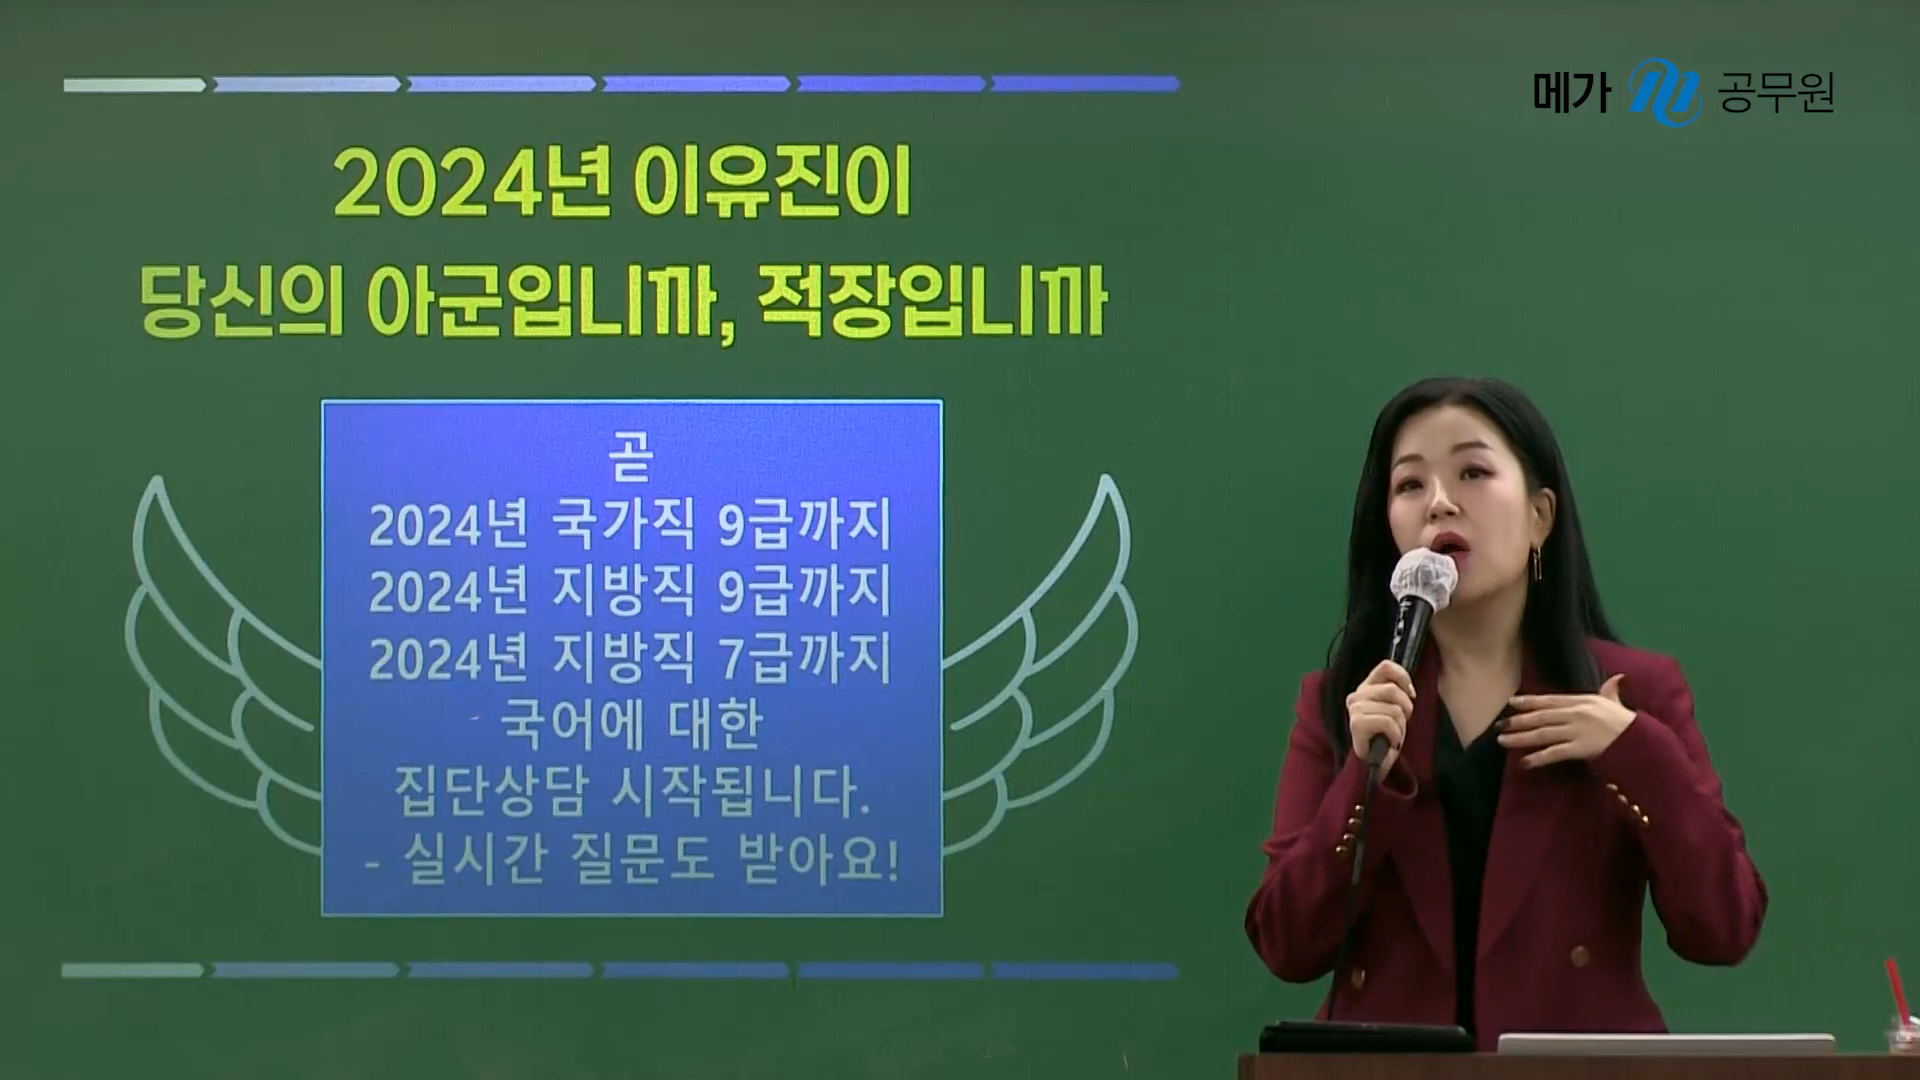 메가 공무원
2024년 이유진이
당신의 아군입니까, 적장입니까
곧
2024년 국가직 9급까지
2024년 지방직 9급까지
2024년 지방직 7급까지
국어에 대한
집단상담 시작됩니다.
- 실시간 질문도 받아요!